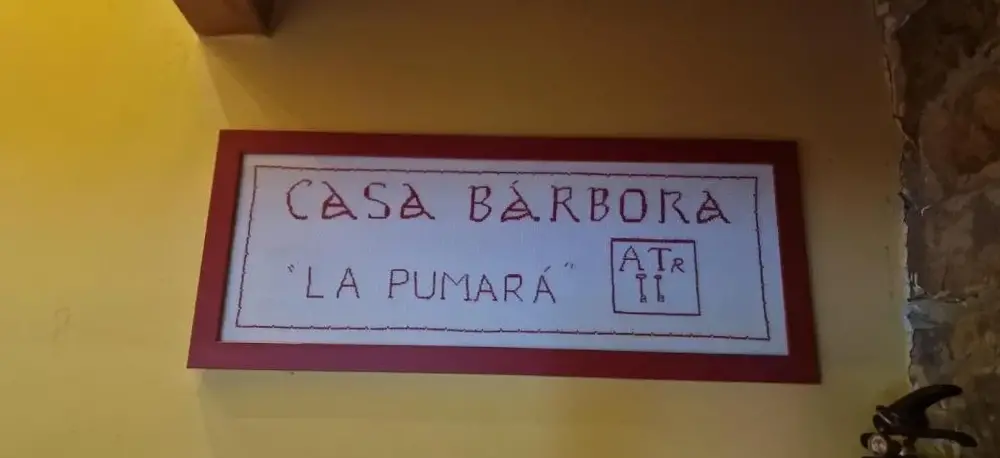 CASA BÁRBORA
"LA PUMARÁ"
ATR